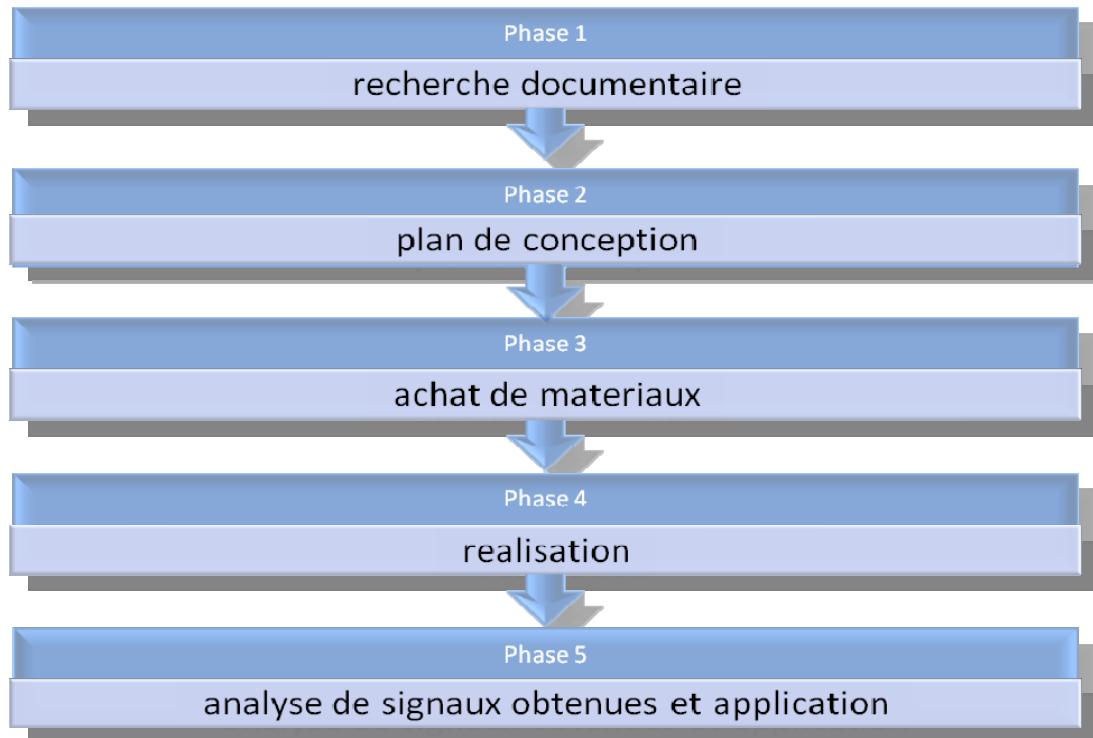 Phase 1
recherche documentaire
Phase 2
plan de conception
Phase 3
achat de materiaux
Phase 4
realisation
Phase 5
analyse de signaux obtenues et application